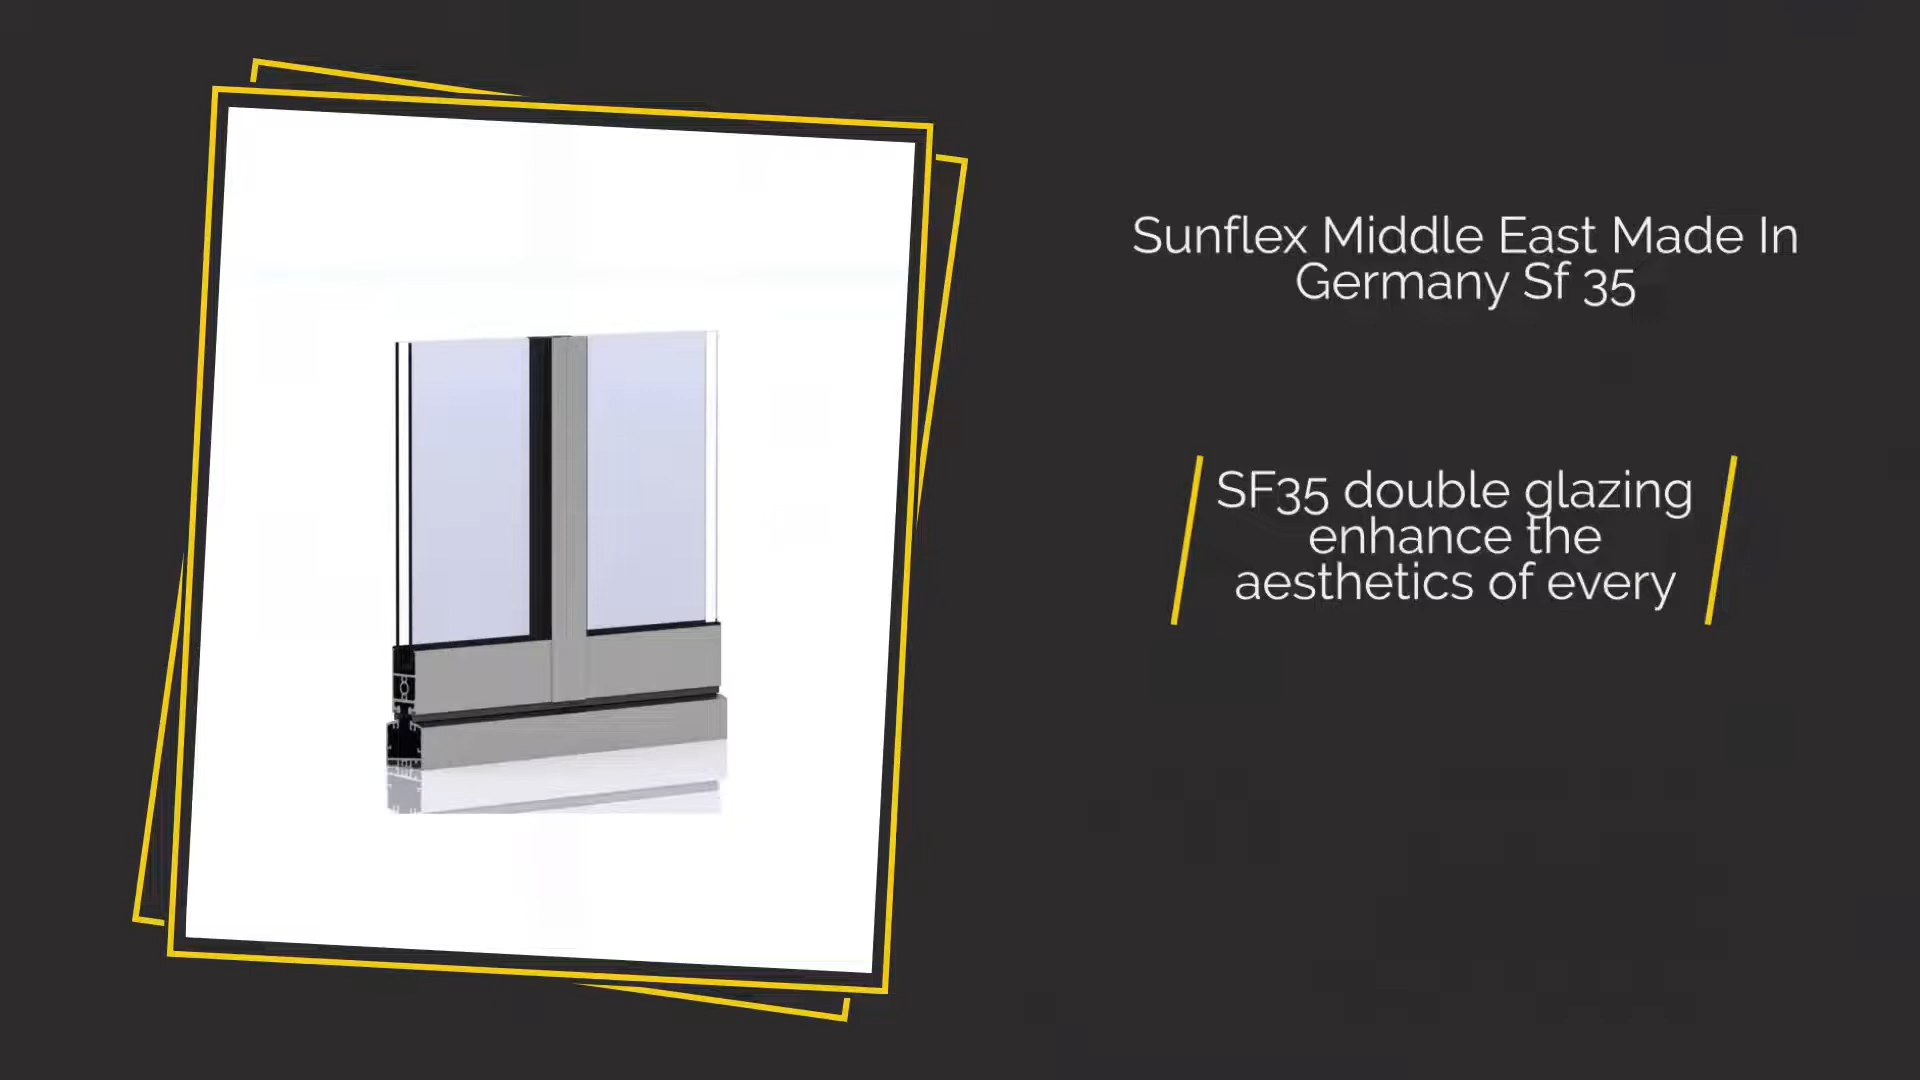 Sunflex Middle East Made In
Germany Sf 35
SF35 double glazing
enhance the
aesthetics of every